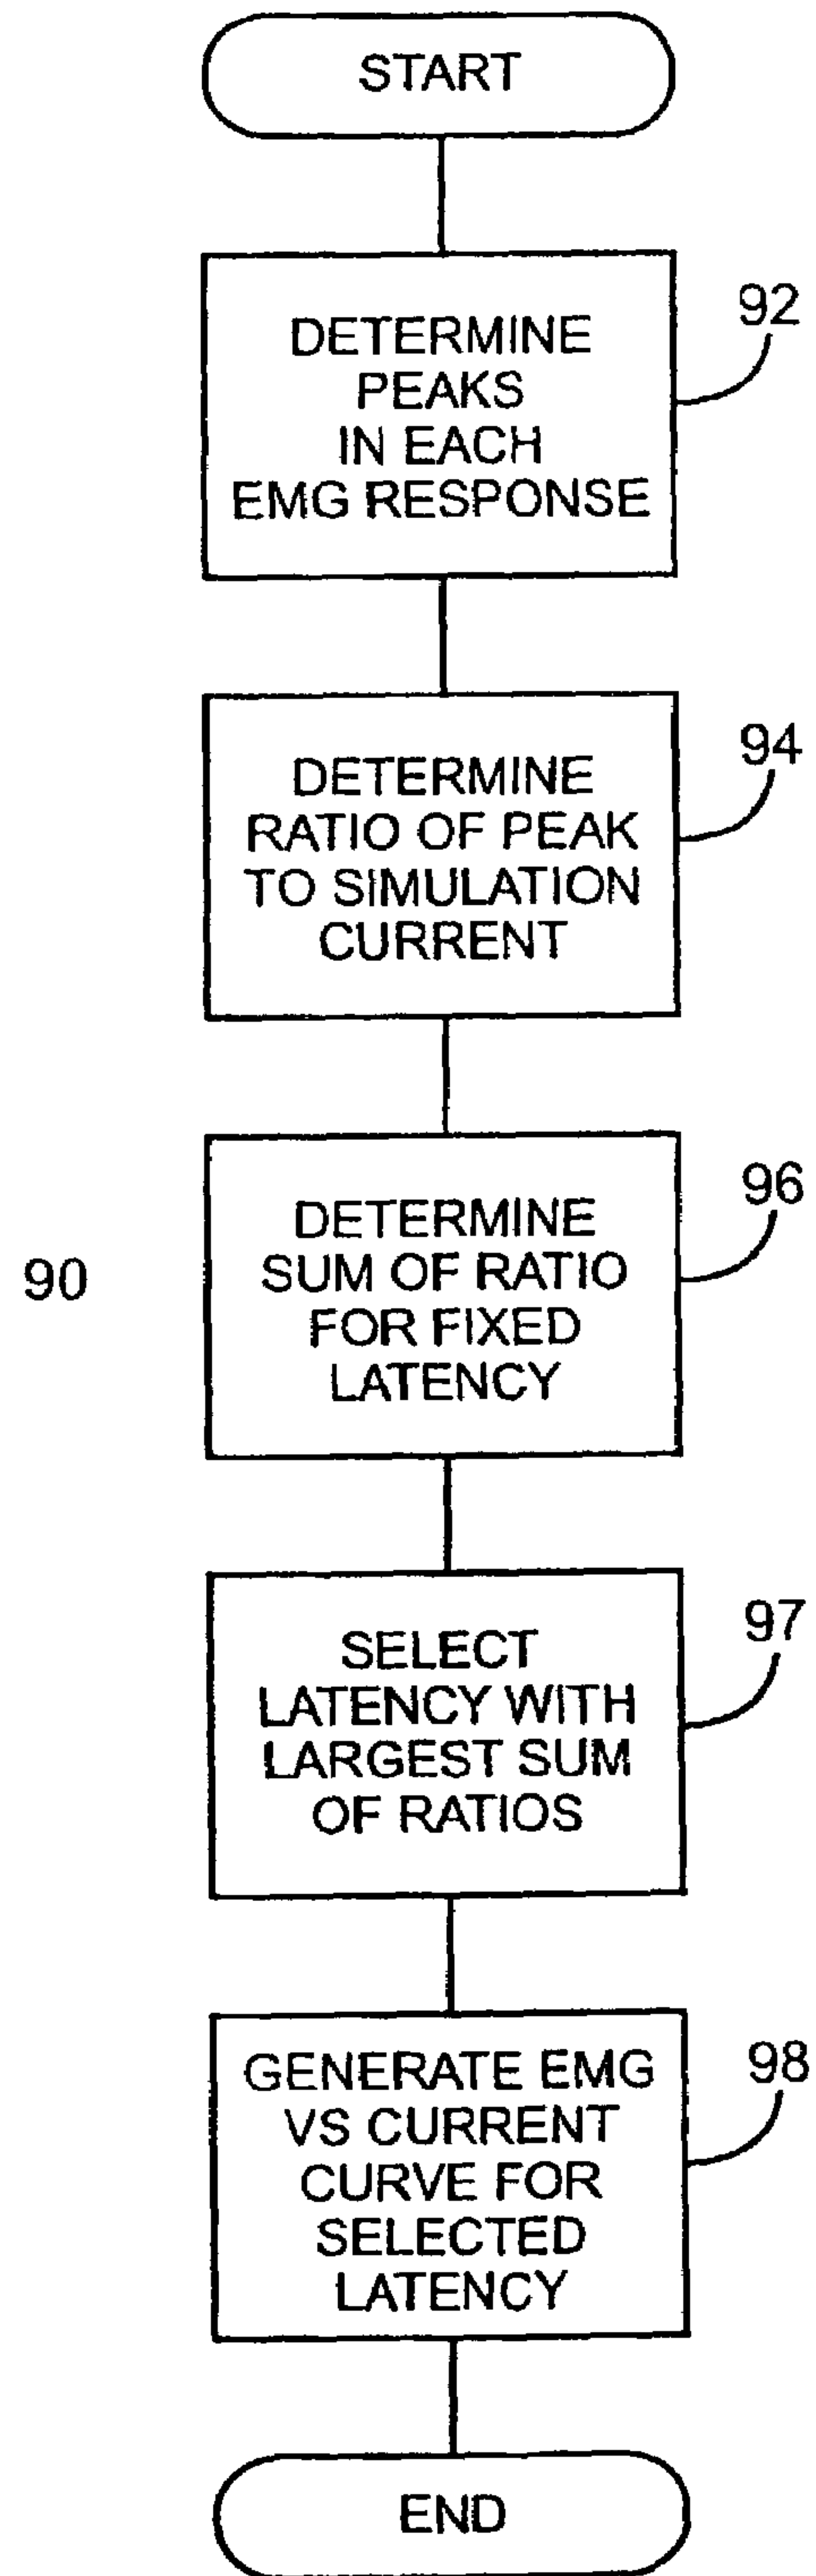 START
DETERMINE
PEAKS
IN EACH
EMG RESPONSE
92
DETERMINE
RATIO OF PEAK
TO SIMULATION
CURRENT
94
DETERMINE
SUM OF RATIO
FOR FIXED
LATENCY
96
90
SELECT
LATENCY WITH
LARGEST SUM
OF RATIOS
97
GENERATE EMG
VS CURRENT
CURVE FOR
SELECTED
LATENCY
98
END